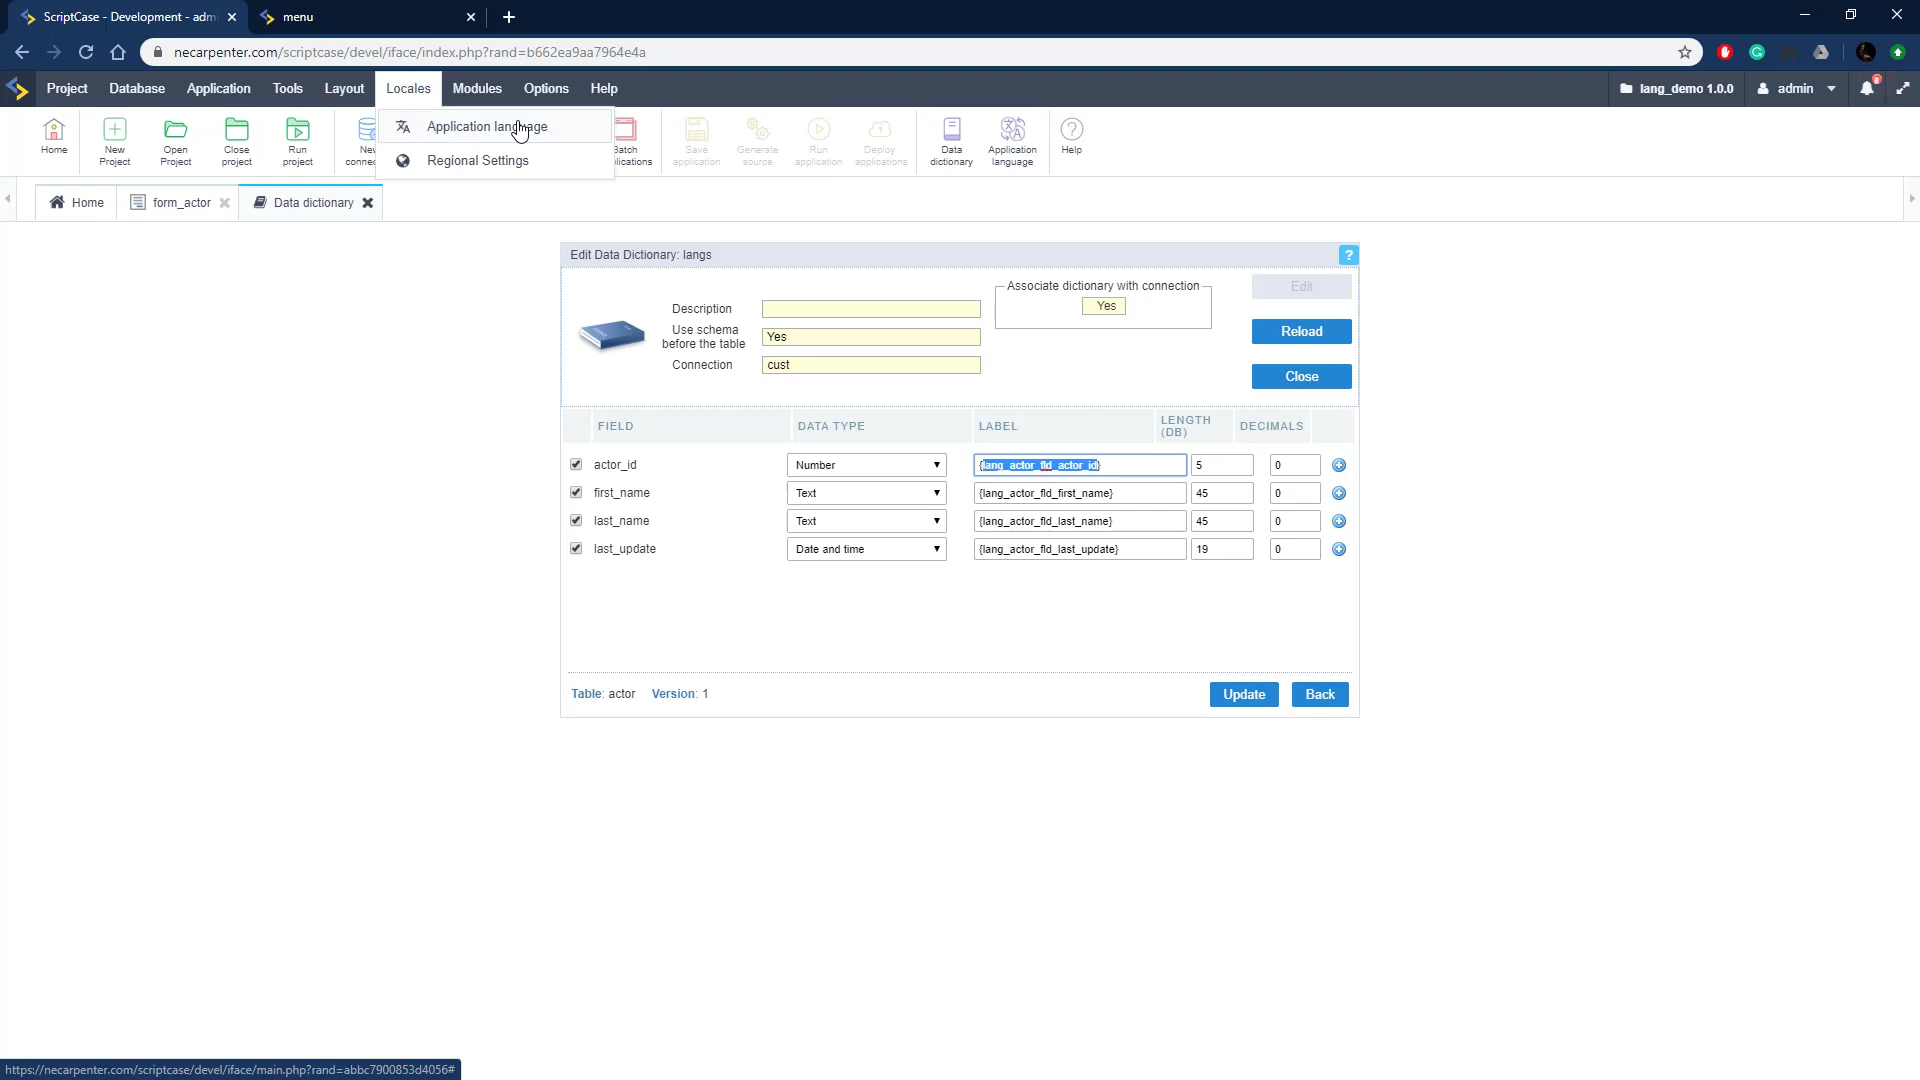 ScriptCase - Development - adm
menu
necarpenter.com/scriptcase/devel/iface/index.php?rand=b662ea9aa7964e4a
Project Database Application Tools Layout Locales Modules Options Help
lang_demo 1.0.0 admin
Application language
Regional Settings
Home
New Project
Open Project
Close project
Run project
New connec
Batch
lications
Save application
Generate source
Run application
Deploy applications
Data dictionary
Application language
Help
Home form_actor Data dictionary
Edit Data Dictionary: langs ?
Description
Use schema before the table Yes
Connection cust
Associate dictionary with connection
Yes
Edit
Reload
Close
FIELD DATA TYPE LABEL LENGTH (DB) DECIMALS
actor_id Number {lang_actor_fld_actor_id} 5 0
first_name Text {lang_actor_fld_first_name} 45 0
last_name Text {lang_actor_fld_last_name} 45 0
last_update Date and time {lang_actor_fld_last_update} 19 0
Table: actor Version: 1
Update Back
https://necarpenter.com/scriptcase/devel/iface/main.php?rand=abbc7900853d4056#